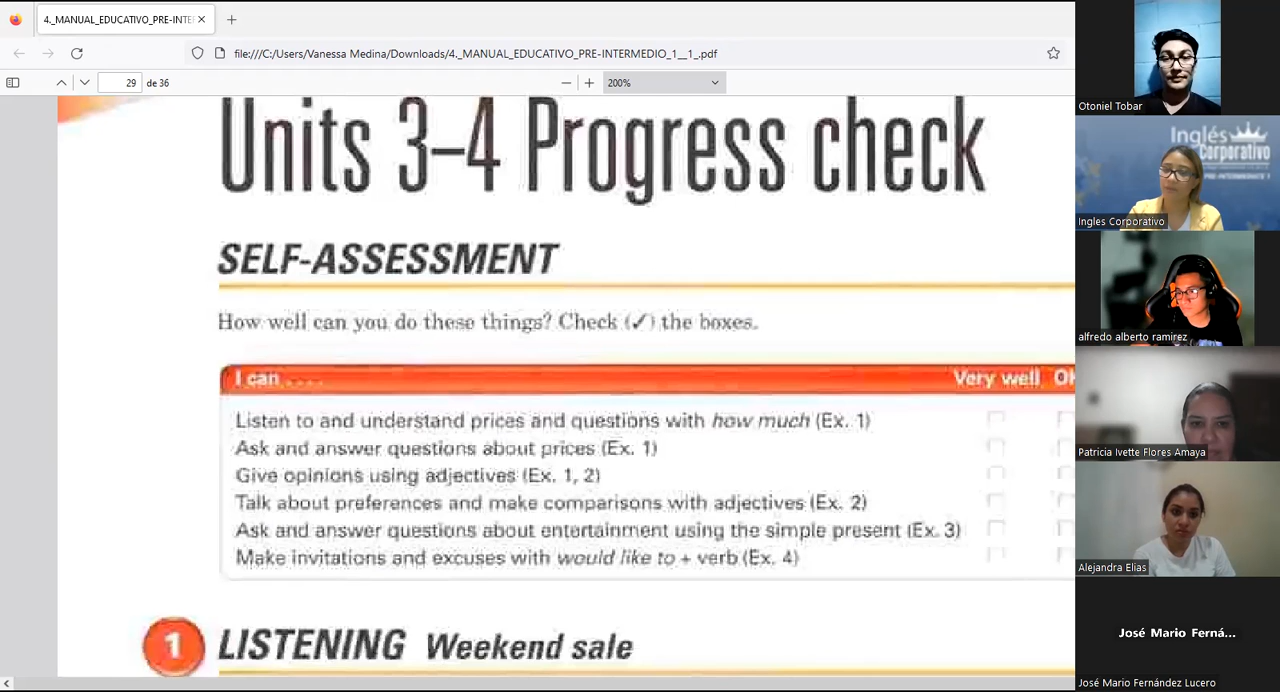 4._MANUAL_EDUCATIVO_PRE-INTE
file:///C:/Users/Vanessa Medina/Downloads/4._MANUAL_EDUCATIVO_PRE-INTERMEDIO_1__1_.pdf
29 de 36
200%
Units 3–4 Progress check
SELF-ASSESSMENT
How well can you do these things? Check (✓) the boxes.
I can .... Very well OK
Listen to and understand prices and questions with how much (Ex. 1)
Ask and answer questions about prices (Ex. 1)
Give opinions using adjectives (Ex. 1, 2)
Talk about preferences and make comparisons with adjectives (Ex. 2)
Ask and answer questions about entertainment using the simple present (Ex. 3)
Make invitations and excuses with would like to + verb (Ex. 4)
1 LISTENING Weekend sale
Otoniel Tobar
Inglés
Corporativo
PRE-INTERMEDIATE 1
Ingles Corporativo
alfredo alberto ramirez
Patricia Ivette Flores Amaya
Alejandra Elias
José Mario Ferná...
José Mario Fernández Lucero